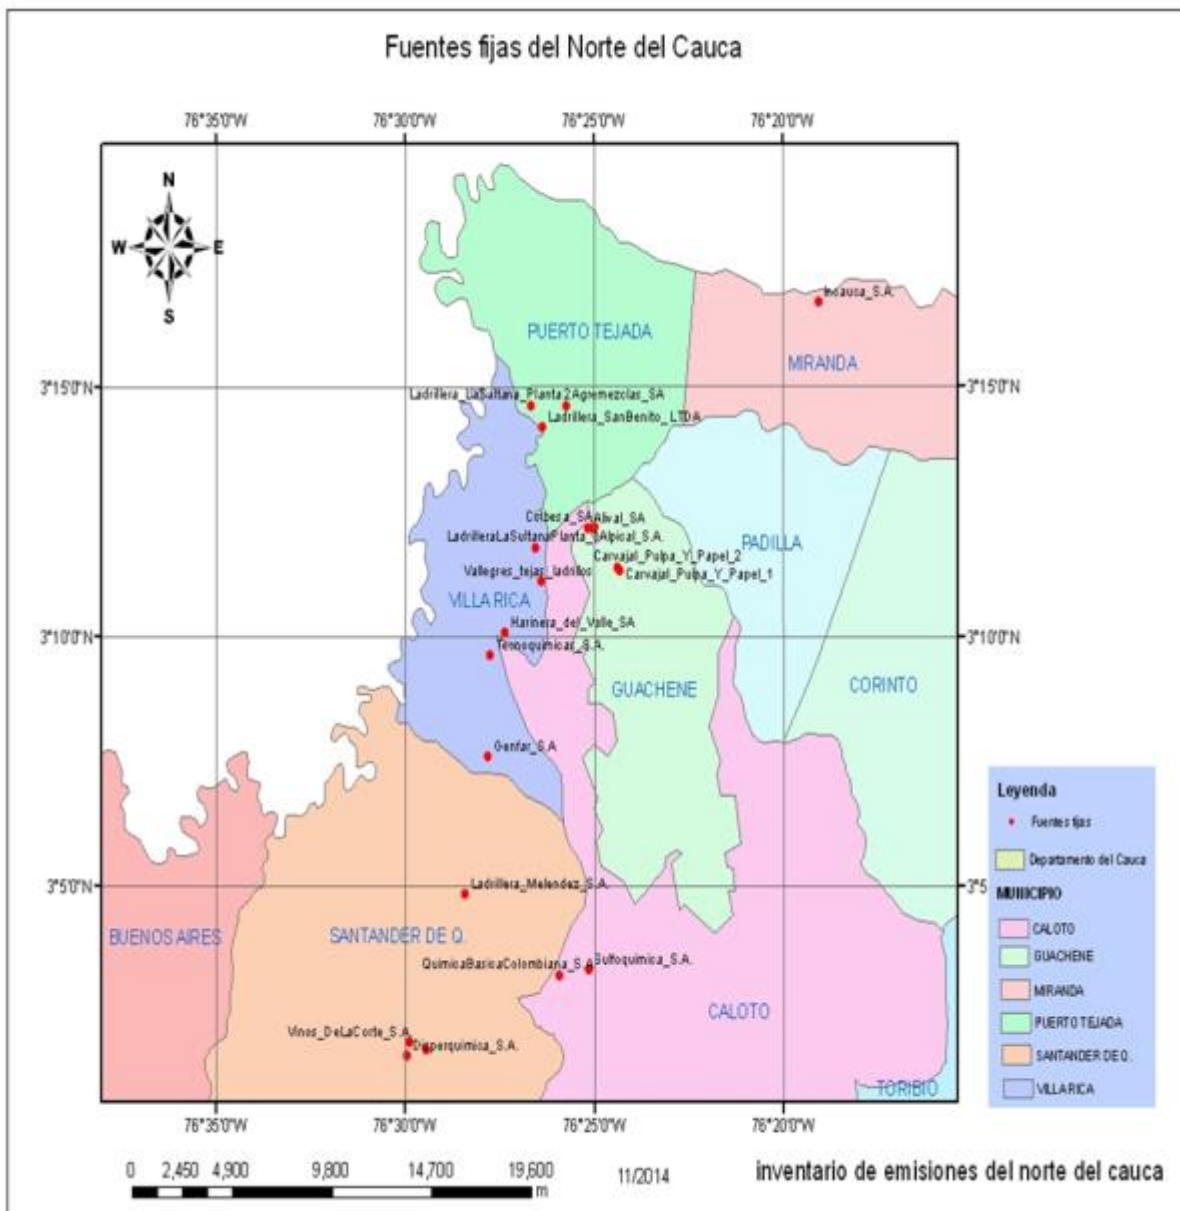 Fuentes fijas del Norte del Cauca
76°35'0"W 76°30'0"W 76°25'0"W 76°20'0"W
N
W E
S
Incauca_S.A.
PUERTO TEJADA
MIRANDA
3°15'0"N 3°15'0"N
Ladrillera_LaSultana_Planta2 Agremezclas_SA
Ladrillera_SanBenito_LTDA
Colbesa_SA Alival_SA
LadrilleraLaSultanaPlanta_ Alpical_S.A.
PADILLA
Carvajal_Pulpa_Y_Papel_2
Vallegres_tejas_ladrillos Carvajal_Pulpa_Y_Papel_1
VILLA RICA
Harinera_del_Valle_SA
3°10'0"N 3°10'0"N
Tecnoquimicas_S.A.
GUACHENE CORINTO
Genfar_S.A
Leyenda
Fuentes fijas
Departamento del Cauca
MUNICIPIO
CALOTO
GUACHENE
MIRANDA
PUERTO TEJADA
SANTANDER DE Q.
VILLA RICA
3°5'0"N 3°5
Ladrillera_Melendez_S.A.
BUENOS AIRES SANTANDER DE Q.
QuimicaBasicaColombiana_S.A Sulfoquimica_S.A.
CALOTO
Vinos_DeLaCorte_S.A
Disperquimica_S.A.
TORIBIO
76°35'0"W 76°30'0"W 76°25'0"W 76°20'0"W
0 2,450 4,900 9,800 14,700 19,600
m
11/2014
inventario de emisiones del norte del cauca